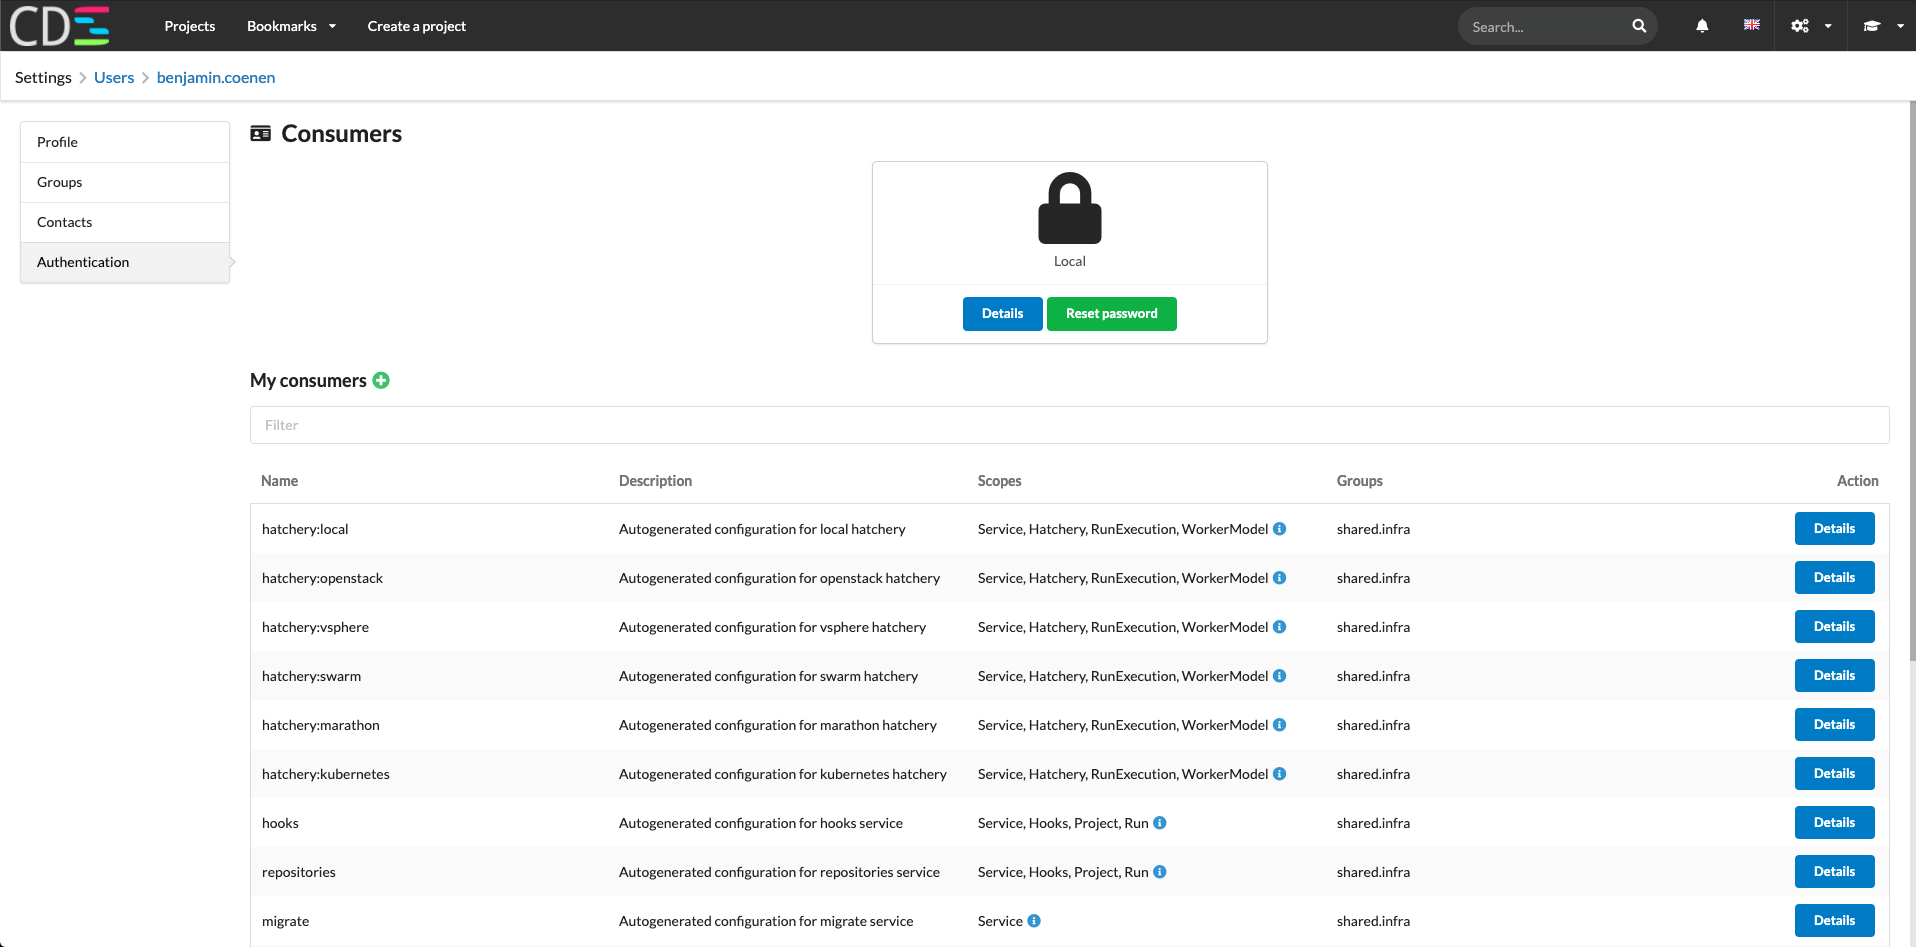 CDE Projects Bookmarks Create a project Search...
Settings Users benjamin.coenen
Profile
Groups
Contacts
Authentication
Consumers
Local
Details Reset password
My consumers
Filter
Name Description Scopes Groups Action
hatchery:local Autogenerated configuration for local hatchery Service, Hatchery, RunExecution, WorkerModel shared.infra Details
hatchery:openstack Autogenerated configuration for openstack hatchery Service, Hatchery, RunExecution, WorkerModel shared.infra Details
hatchery:vsphere Autogenerated configuration for vsphere hatchery Service, Hatchery, RunExecution, WorkerModel shared.infra Details
hatchery:swarm Autogenerated configuration for swarm hatchery Service, Hatchery, RunExecution, WorkerModel shared.infra Details
hatchery:marathon Autogenerated configuration for marathon hatchery Service, Hatchery, RunExecution, WorkerModel shared.infra Details
hatchery:kubernetes Autogenerated configuration for kubernetes hatchery Service, Hatchery, RunExecution, WorkerModel shared.infra Details
hooks Autogenerated configuration for hooks service Service, Hooks, Project, Run shared.infra Details
repositories Autogenerated configuration for repositories service Service, Hooks, Project, Run shared.infra Details
migrate Autogenerated configuration for migrate service Service shared.infra Details